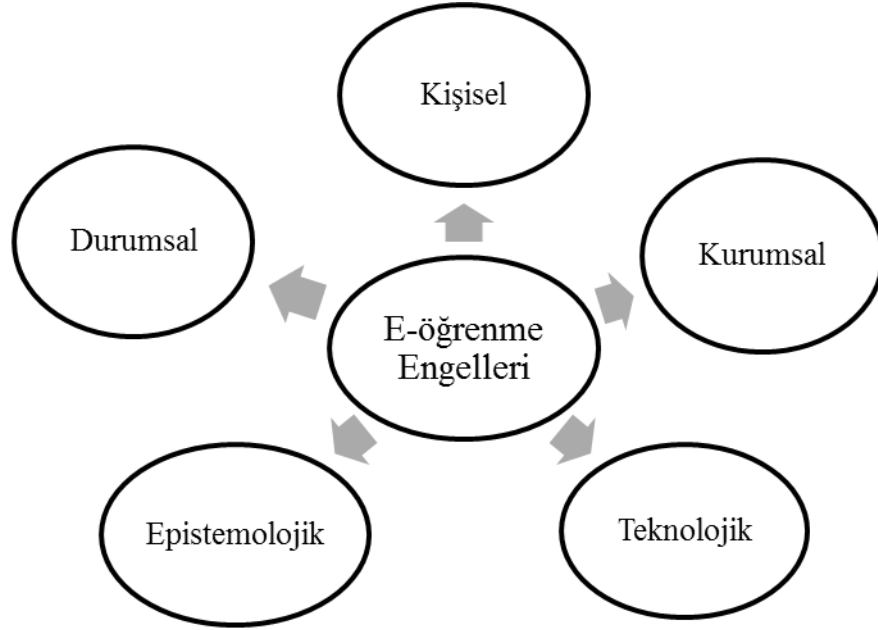 Kişisel
Durumsal
Kurumsal
E-öğrenme
Engelleri
Epistemolojik
Teknolojik